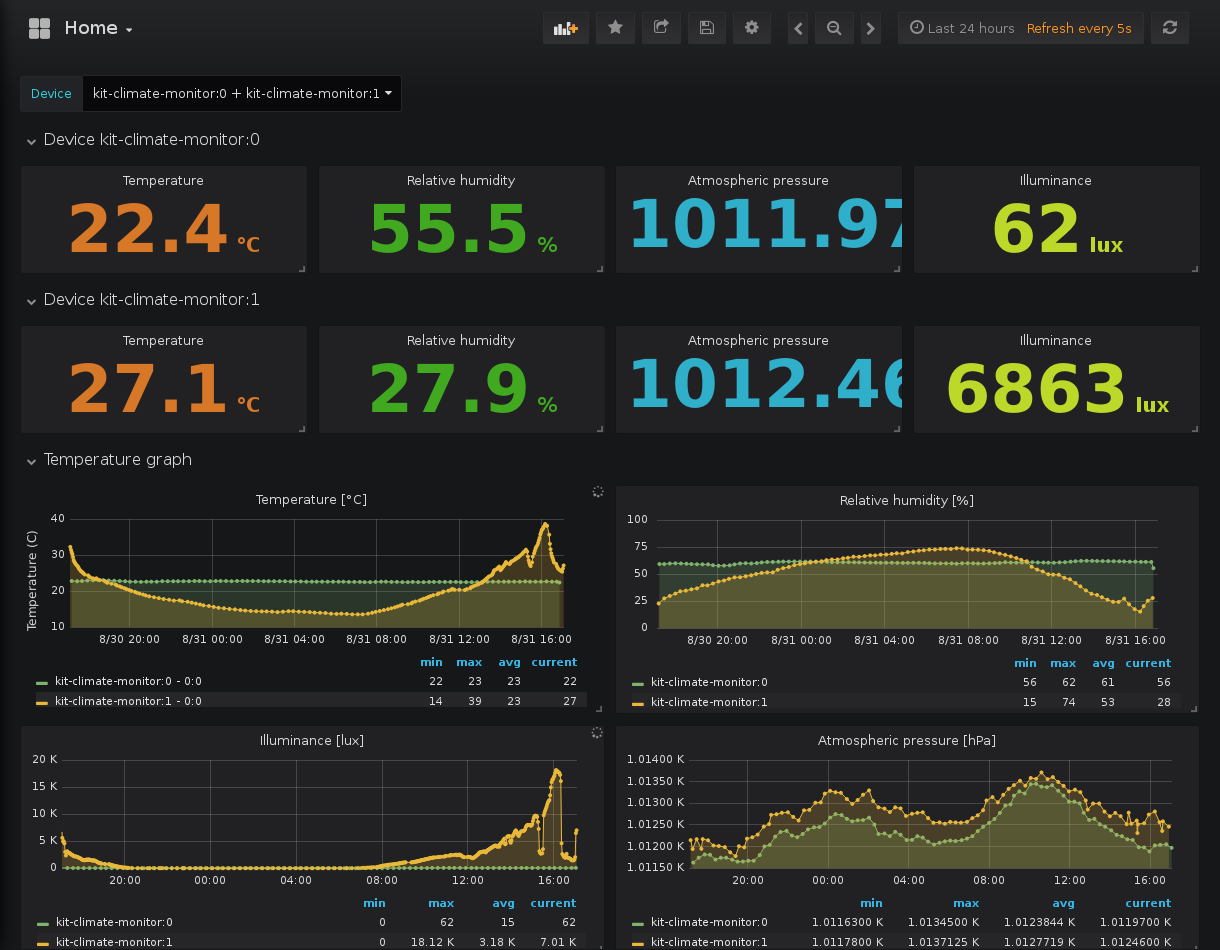 Home
Last 24 hours Refresh every 5s
Device kit-climate-monitor:0 + kit-climate-monitor:1
Device kit-climate-monitor:0
Temperature Relative humidity Atmospheric pressure Illuminance
22.4 °C 55.5 % 1011.97 62 lux
Device kit-climate-monitor:1
Temperature Relative humidity Atmospheric pressure Illuminance
27.1 °C 27.9 % 1012.46 6863 lux
Temperature graph
Temperature [°C]
Temperature (C)
40
30
20
10
8/30 20:00 8/31 00:00 8/31 04:00 8/31 08:00 8/31 12:00 8/31 16:00
min max avg current
kit-climate-monitor:0 - 0:0 22 23 23 22
kit-climate-monitor:1 - 0:0 14 39 23 27
Relative humidity [%]
100
75
50
25
0
8/30 20:00 8/31 00:00 8/31 04:00 8/31 08:00 8/31 12:00 8/31 16:00
min max avg current
kit-climate-monitor:0 56 62 61 56
kit-climate-monitor:1 15 74 53 28
Illuminance [lux]
20 K
15 K
10 K
5 K
0
20:00 00:00 04:00 08:00 12:00 16:00
min max avg current
kit-climate-monitor:0 0 62 15 62
kit-climate-monitor:1 0 18.12 K 3.18 K 7.01 K
Atmospheric pressure [hPa]
1.01400 K
1.01350 K
1.01300 K
1.01250 K
1.01200 K
1.01150 K
20:00 00:00 04:00 08:00 12:00 16:00
min max avg current
kit-climate-monitor:0 1.0116300 K 1.0134500 K 1.0123844 K 1.0119700 K
kit-climate-monitor:1 1.0117800 K 1.0137125 K 1.0127719 K 1.0124600 K